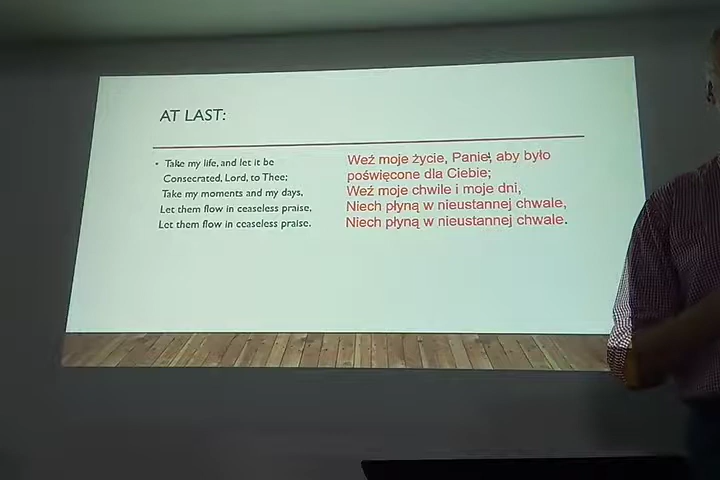 AT LAST:
• Take my life, and let it be
Consecrated, Lord, to Thee;
Take my moments and my days,
Let them flow in ceaseless praise,
Let them flow in ceaseless praise.
Weź moje życie, Panie, aby było
poświęcone dla Ciebie;
Weź moje chwile i moje dni,
Niech płyną w nieustannej chwale,
Niech płyną w nieustannej chwale.